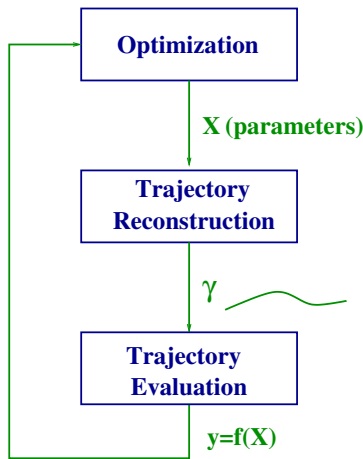 Optimization
X (parameters)
Trajectory
Reconstruction
γ
Trajectory
Evaluation
y=f(X)